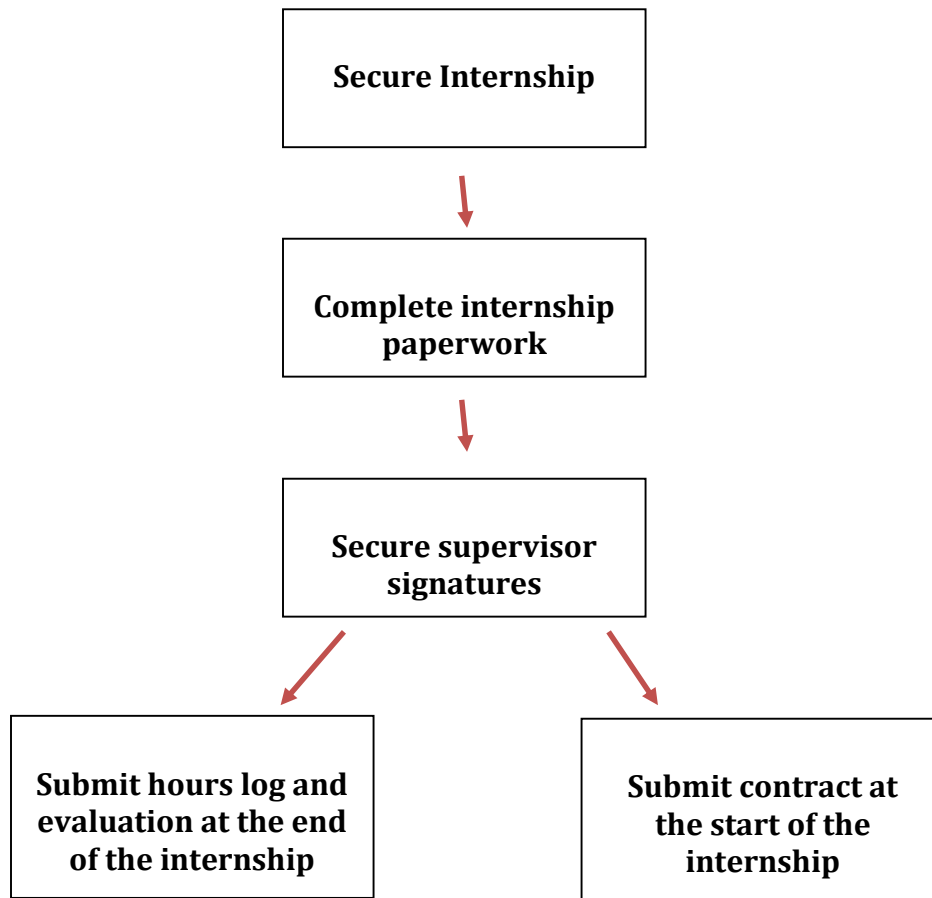 Secure Internship
Complete internship
paperwork
Secure supervisor
signatures
Submit hours log and
evaluation at the end
of the internship
Submit contract at
the start of the
internship